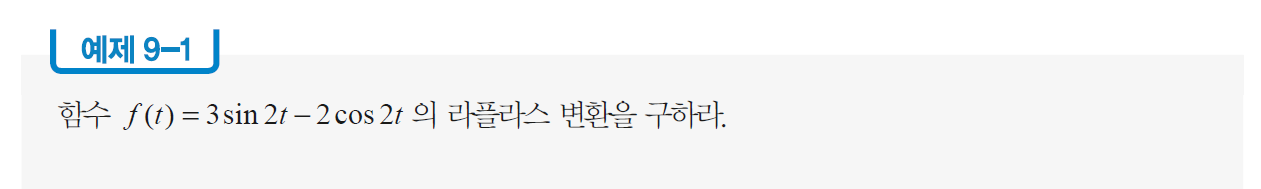 예제 9–1
함수 f(t) = 3 sin 2t − 2 cos 2t 의 라플라스 변환을 구하라.